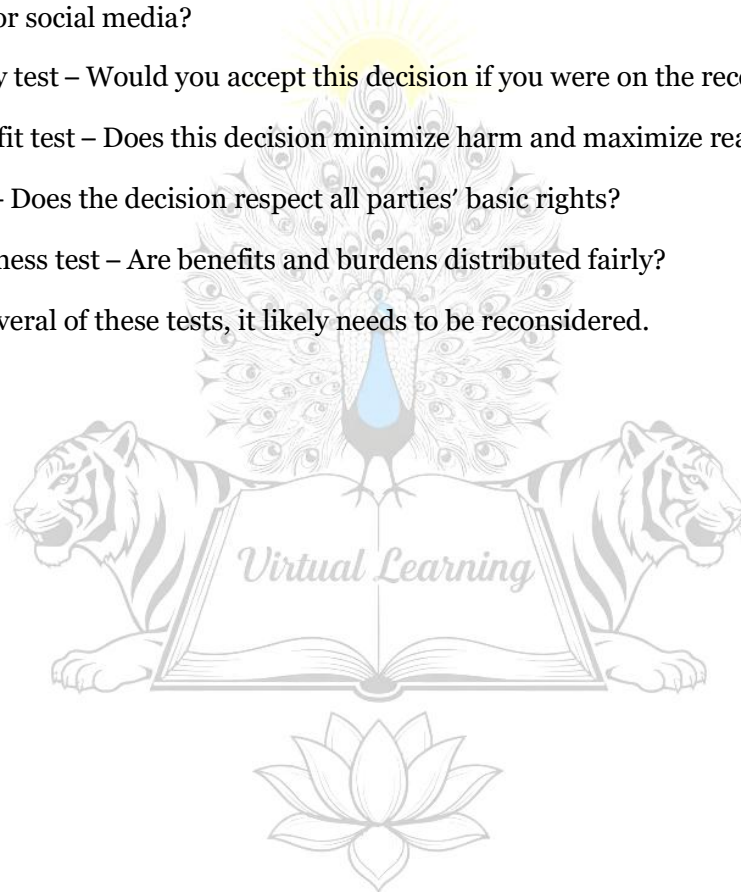 or social media?
y test – Would you accept this decision if you were on the rece
fit test – Does this decision minimize harm and maximize rea
- Does the decision respect all parties’ basic rights?
ness test – Are benefits and burdens distributed fairly?
veral of these tests, it likely needs to be reconsidered.
Virtual Learning